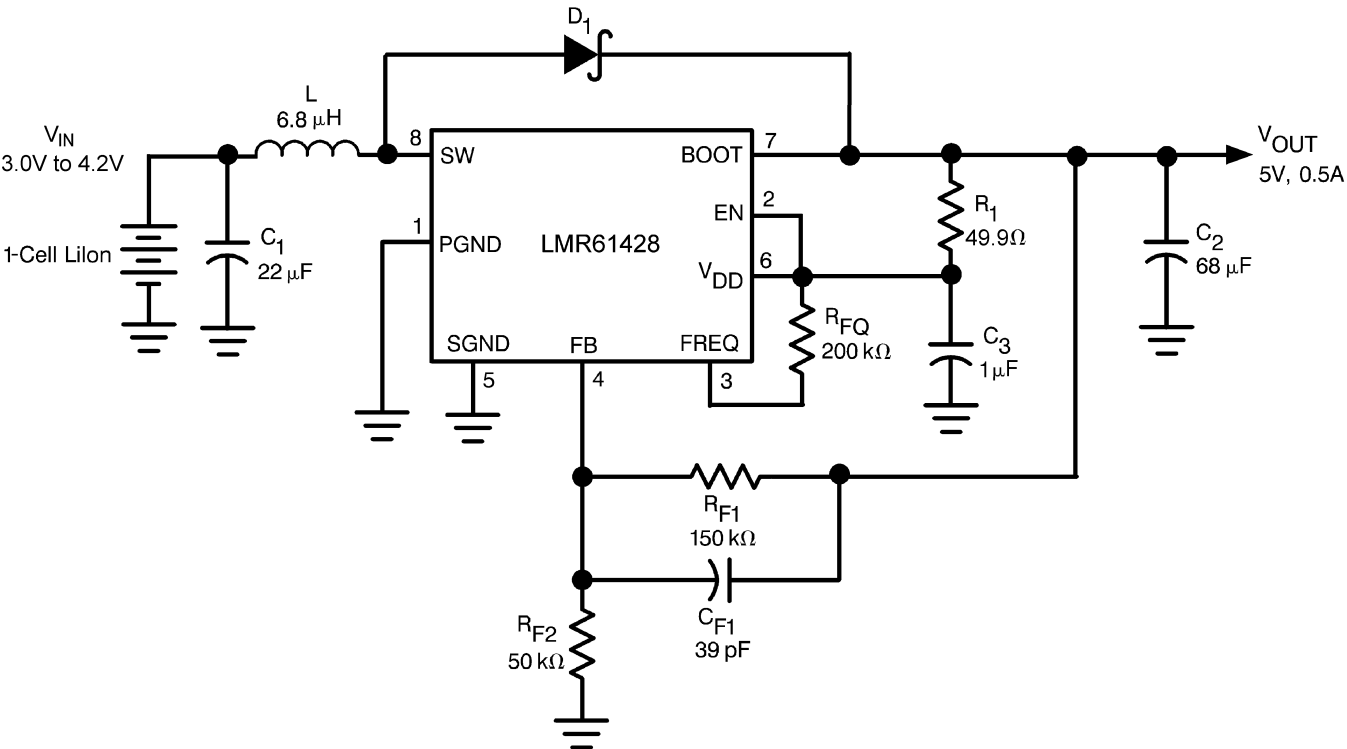 D1
L
6.8 µH
VIN
3.0V to 4.2V
8
SW
BOOT
7
VOUT
5V, 0.5A
2
EN
R1
49.9Ω
1
PGND
LMR61428
C1
22 µF
1-Cell LiIon
C2
68 µF
6
VDD
RFQ
200 kΩ
C3
1µF
SGND
FB
FREQ
5
4
3
RF1
150 kΩ
CF1
39 pF
RF2
50 kΩ